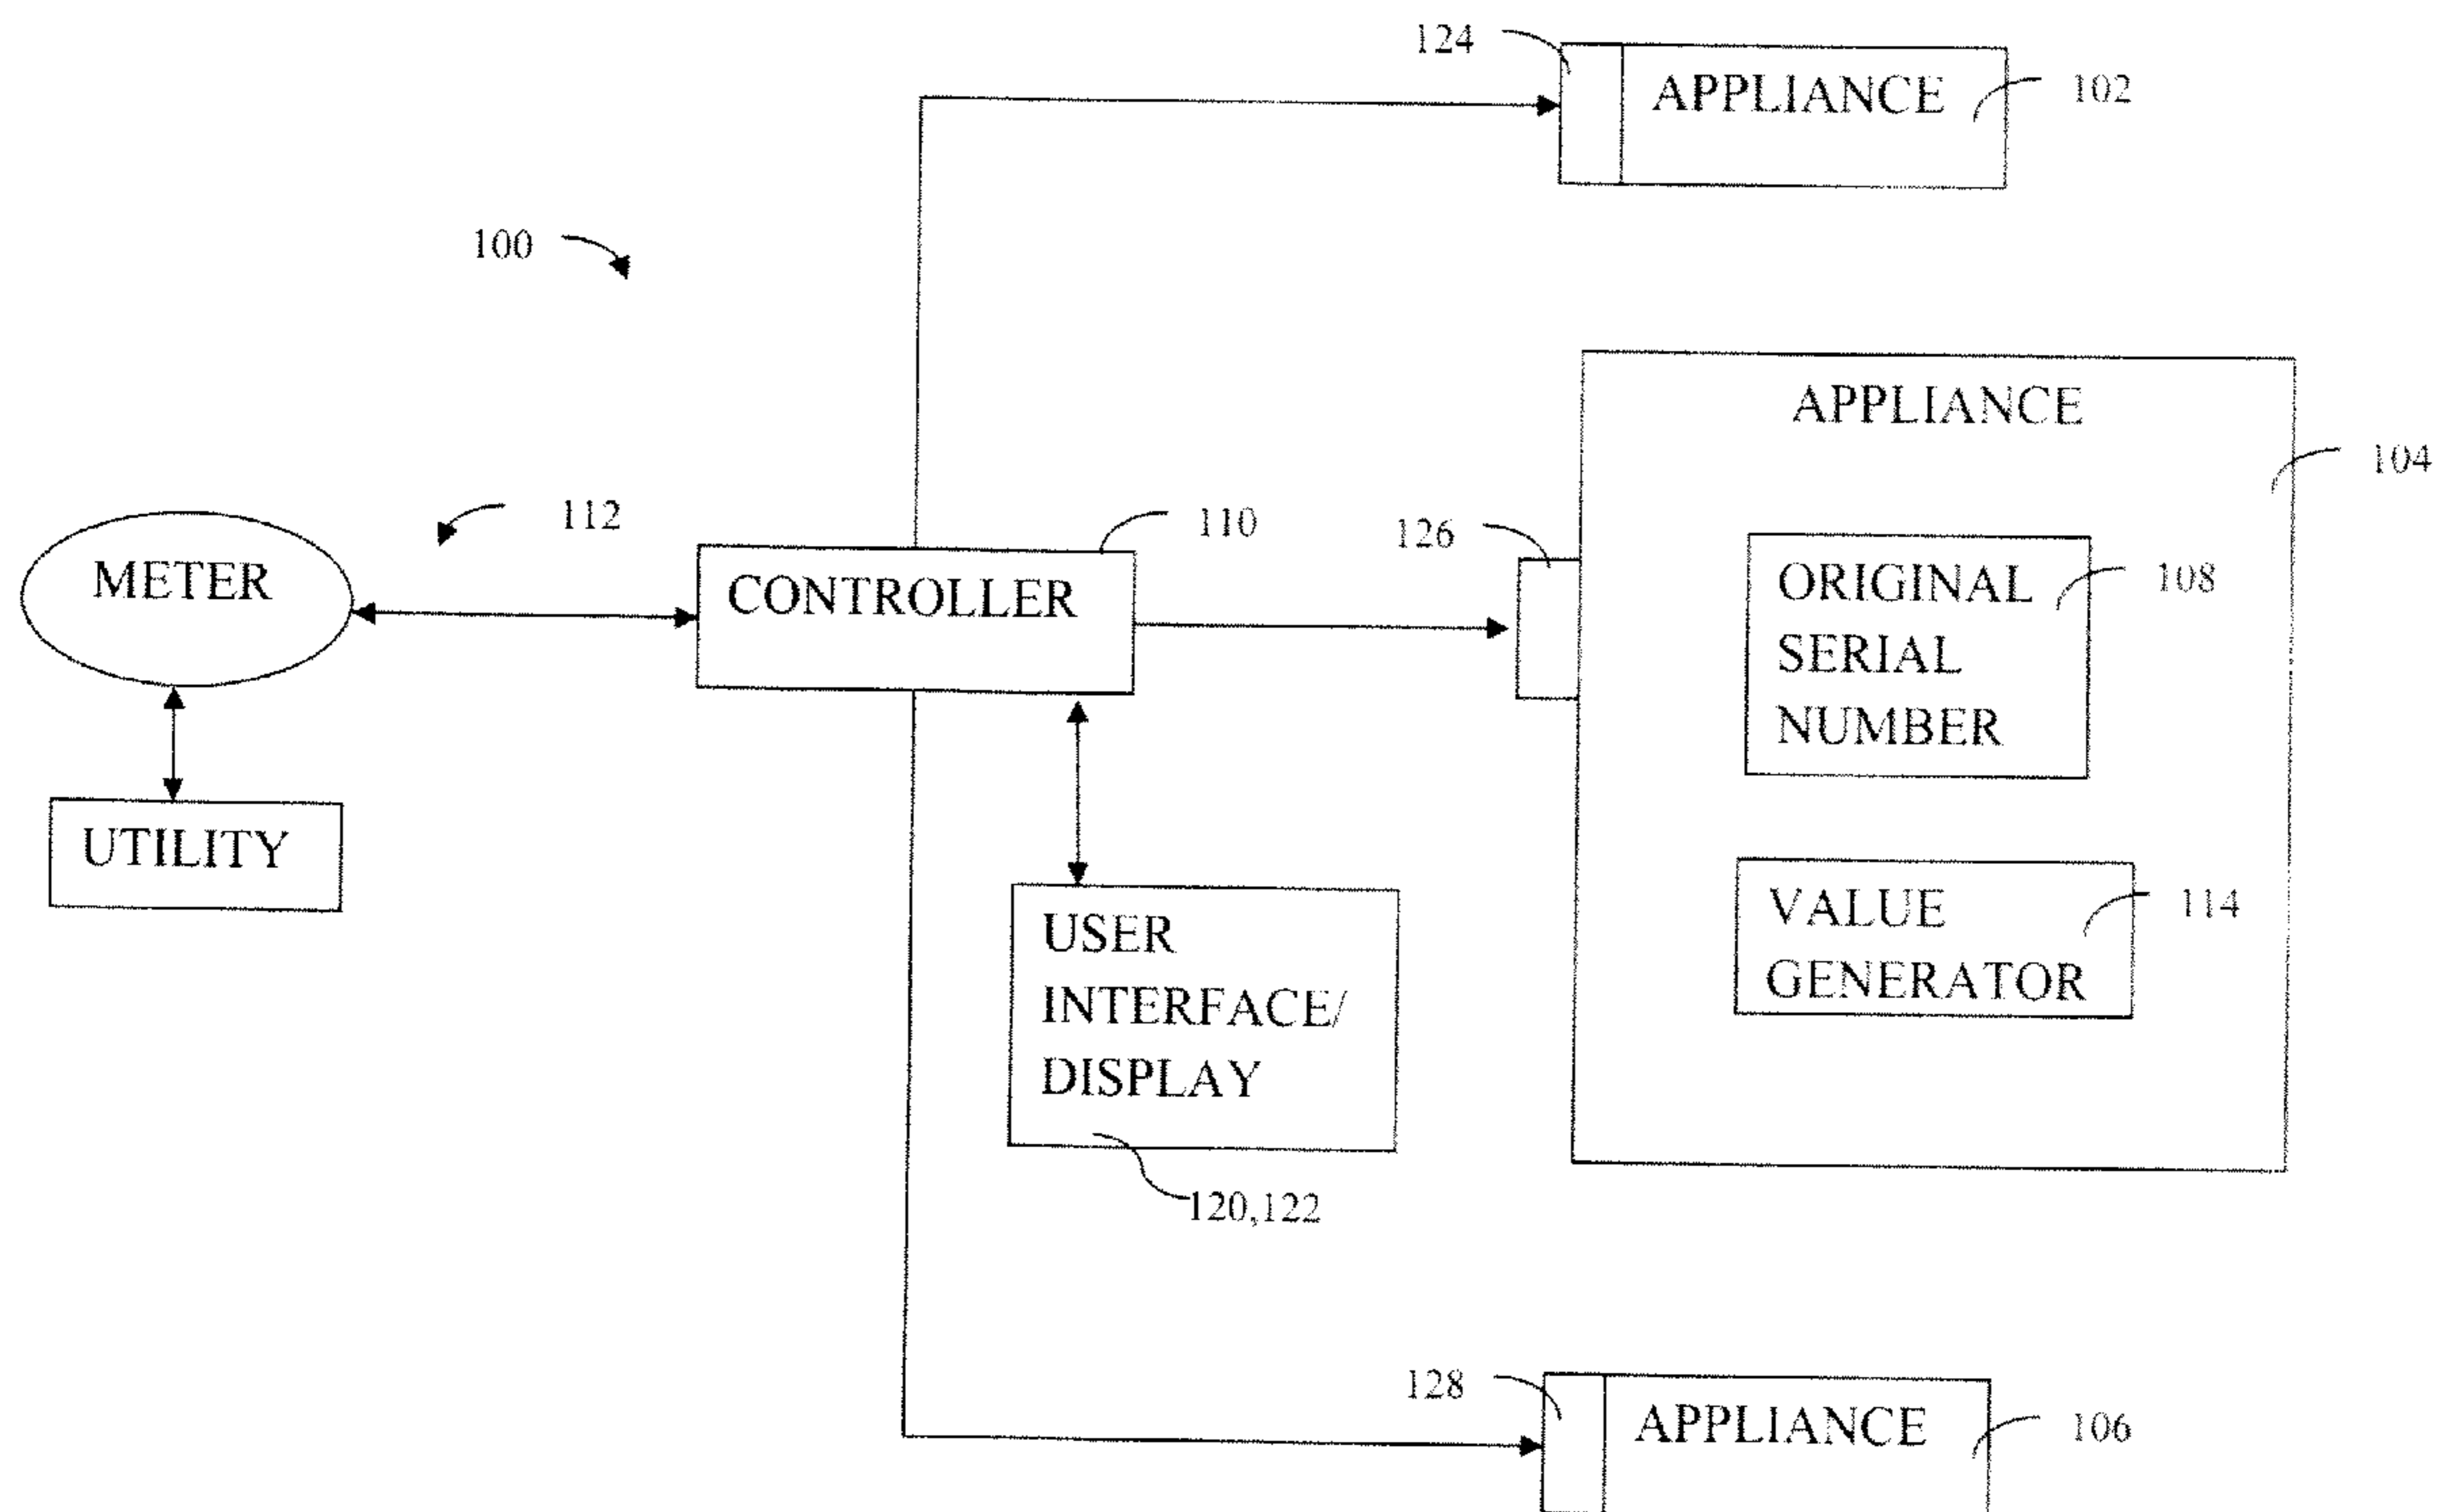 124
APPLIANCE
102
100
APPLIANCE
104
112
110
126
METER
CONTROLLER
ORIGINAL
SERIAL
NUMBER
108
UTILITY
USER
INTERFACE/
DISPLAY
VALUE
GENERATOR
114
120,122
128
APPLIANCE
106